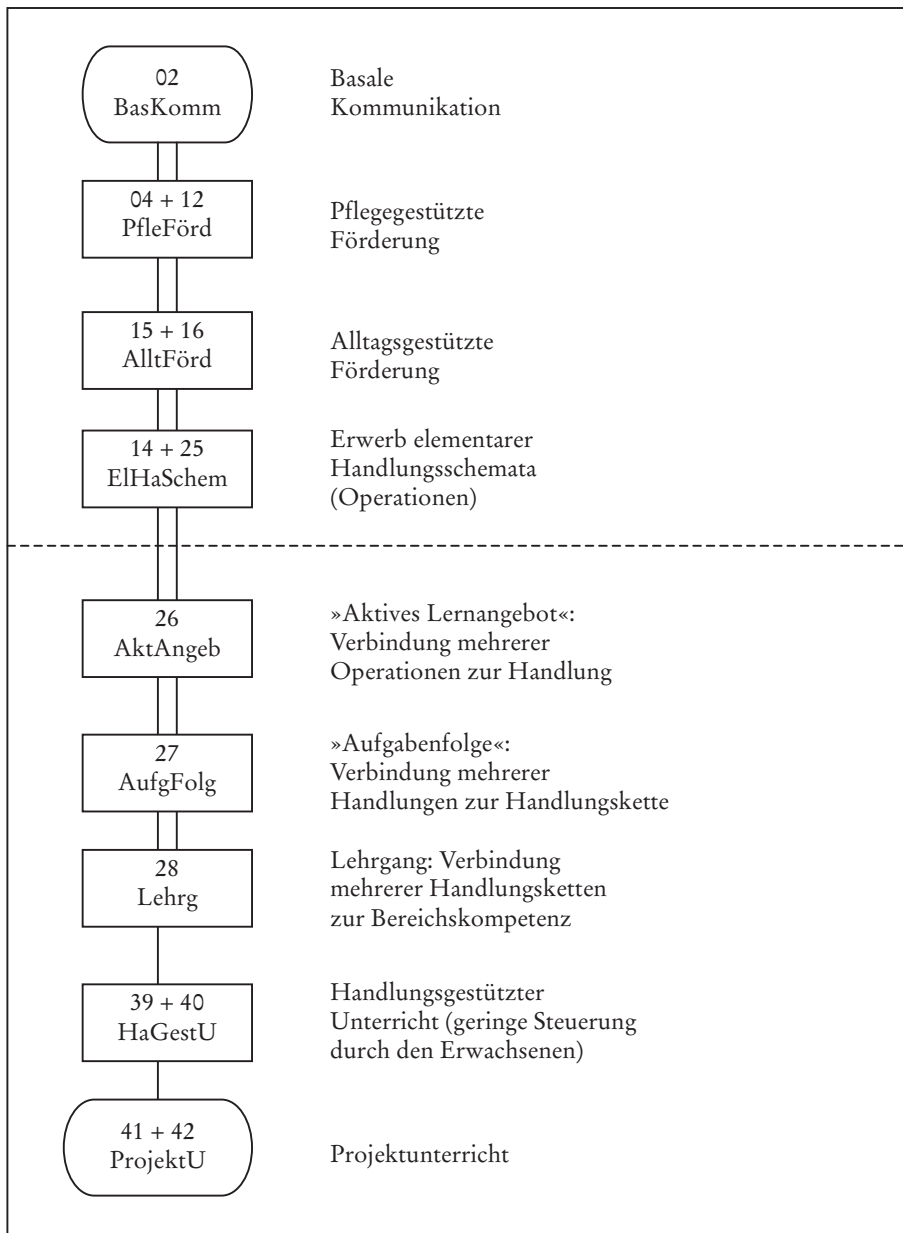 02
BasKomm
Basale
Kommunikation
04 + 12
PfleFörd
Pflegegestützte
Förderung
15 + 16
AlltFörd
Alltagsgestützte
Förderung
14 + 25
ElHaSchem
Erwerb elementarer
Handlungsschemata
(Operationen)
26
AktAngeb
»Aktives Lernangebot«:
Verbindung mehrerer
Operationen zur Handlung
27
AufgFolg
»Aufgabenfolge«:
Verbindung mehrerer
Handlungen zur Handlungskette
28
Lehrg
Lehrgang: Verbindung
mehrerer Handlungsketten
zur Bereichskompetenz
39 + 40
HaGestU
Handlungsgestützter
Unterricht (geringe Steuerung
durch den Erwachsenen)
41 + 42
ProjektU
Projektunterricht